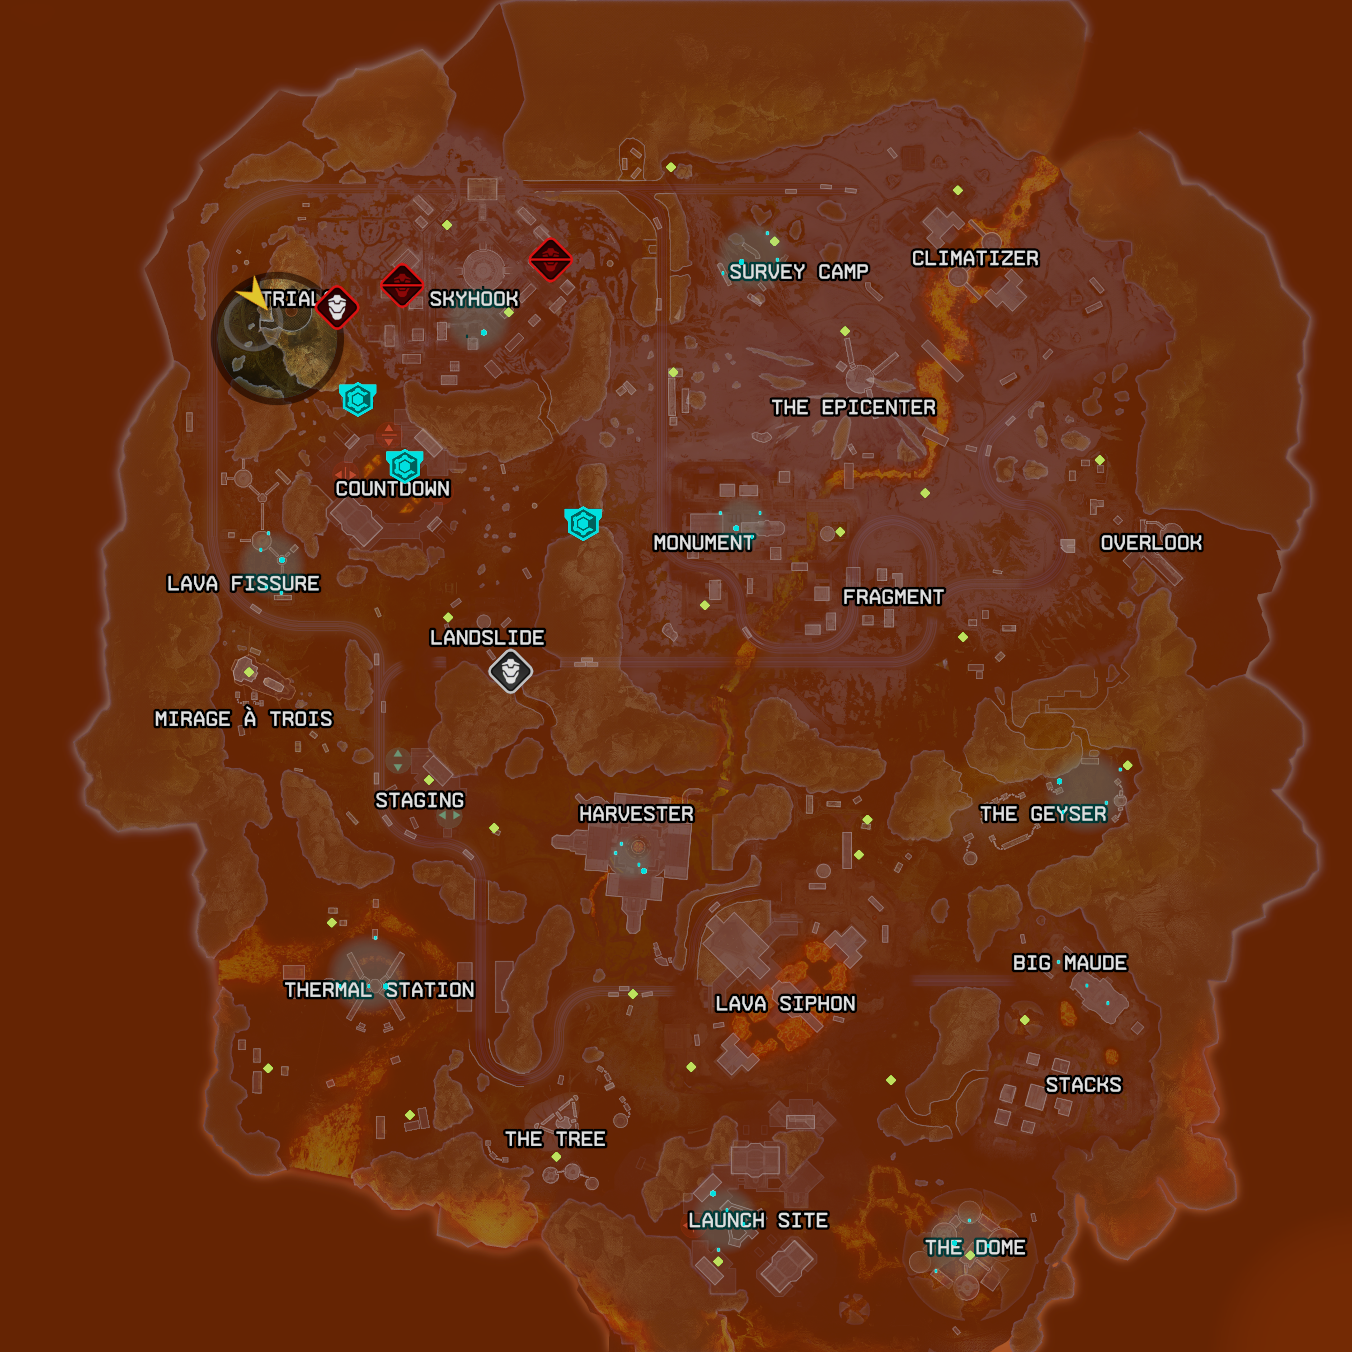 CLIMATIZER
SURVEY CAMP
TRIAL
SKYHOOK
THE EPICENTER
COUNTDOWN
MONUMENT
OVERLOOK
LAVA FISSURE
FRAGMENT
LANDSLIDE
MIRAGE À TROIS
STAGING
HARVESTER
THE GEYSER
BIG MAUDE
THERMAL STATION
LAVA SIPHON
STACKS
THE TREE
LAUNCH SITE
THE DOME